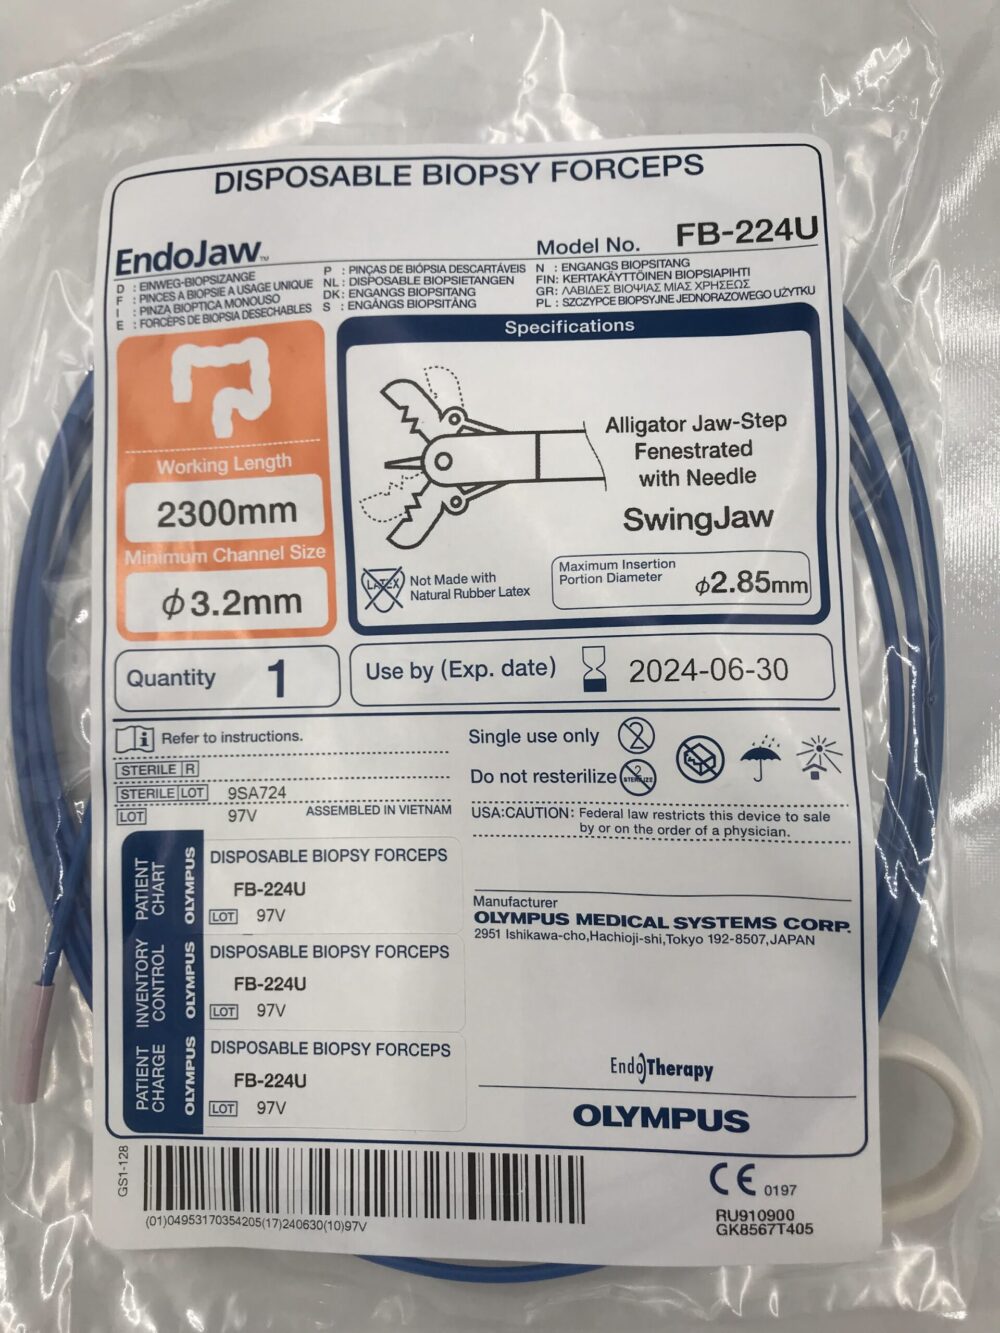 DISPOSABLE BIOPSY FORCEPS
EndoJaw™
Model No. FB-224U
D : EINWEG-BIOPSIZANGE
F : PINCES A BIOPSIE A USAGE UNIQUE
I : PINZA BIOPTICA MONOUSO
E : FORCEPS DE BIOPSIA DESECHABLES
P : PINÇAS DE BIÓPSIA DESCARTÁVEIS
NL : DISPOSABLE BIOPSIETANGEN
DK : ENGANGS BIOPSITANG
S : ENGÅNGS BIOPSITÅNG
N : ENGANGS BIOPSITANG
FIN: KERTAKÄYTTÖINEN BIOPSIAPIHTI
GR: ΛΑΒΙΔΕΣ ΒΙΟΨΙΑΣ ΜΙΑΣ ΧΡΗΣΕΩΣ
PL : SZCZYPCE BIOPSYJNE JEDNORAZOWEGO UŻYTKU
Working Length
2300mm
Minimum Channel Size
φ3.2mm
Specifications
Alligator Jaw-Step
Fenestrated
with Needle
SwingJaw
LATEX
Not Made with
Natural Rubber Latex
Maximum Insertion
Portion Diameter
φ2.85mm
Quantity 1
Use by (Exp. date) 2024-06-30
Refer to instructions.
STERILE R
STERILE LOT 9SA724
LOT 97V ASSEMBLED IN VIETNAM
Single use only 2
Do not resterilize 2 STERILIZE
USA:CAUTION: Federal law restricts this device to sale
by or on the order of a physician.
PATIENT CHART
OLYMPUS
DISPOSABLE BIOPSY FORCEPS
FB-224U
LOT 97V
INVENTORY CONTROL
OLYMPUS
DISPOSABLE BIOPSY FORCEPS
FB-224U
LOT 97V
PATIENT CHARGE
OLYMPUS
DISPOSABLE BIOPSY FORCEPS
FB-224U
LOT 97V
Manufacturer
OLYMPUS MEDICAL SYSTEMS CORP.
2951 Ishikawa-cho,Hachioji-shi,Tokyo 192-8507,JAPAN
EndoTherapy
OLYMPUS
GS1-128
(01)04953170354205(17)240630(10)97V
CE 0197
RU910900
GK8567T405